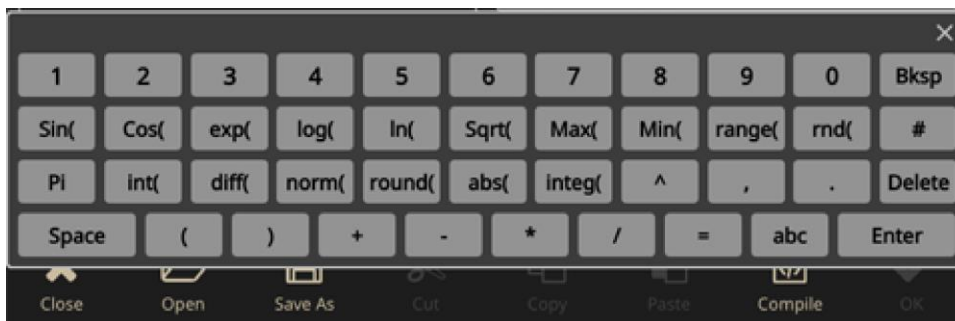 ×
1 2 3 4 5 6 7 8 9 0 Bksp
Sin( Cos( exp( log( ln( Sqrt( Max( Min( range( rnd( #
Pi int( diff( norm( round( abs( integ( ^ , . Delete
Space ( ) + - * / = abc Enter
Close Open Save As Cut Copy Paste Compile OK